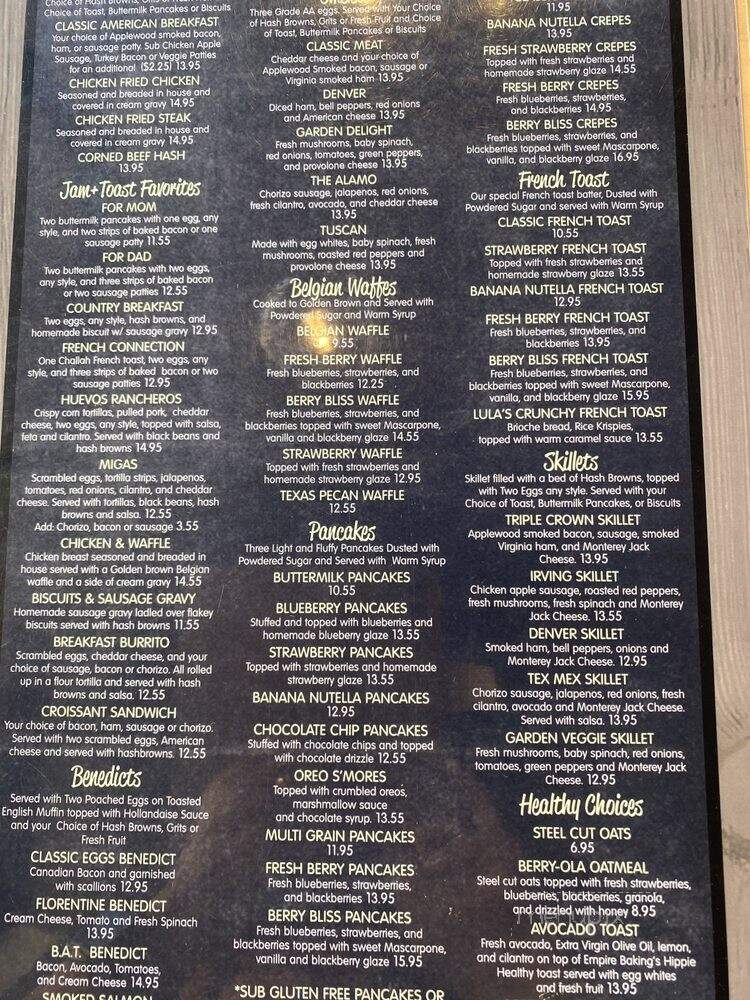 Choice of Hash Browns, Grits or Fresh Fruit and Choice
of Toast, Buttermilk Pancakes or Biscuits
CLASSIC AMERICAN BREAKFAST
Your choice of Applewood smoked bacon,
ham, or sausage patty. Sub Chicken Apple
Sausage, Turkey Bacon or Veggie Patties
for an additional ($2.25) 13.95
CHICKEN FRIED CHICKEN
Seasoned and breaded in house and
covered in cream gravy 14.95
CHICKEN FRIED STEAK
Seasoned and breaded in house and
covered in cream gravy 14.95
CORNED BEEF HASH
13.95
Jam+Toast Favorites
FOR MOM
Two buttermilk pancakes with one egg, any
style, and two strips of baked bacon or one
sausage patty 11.55
FOR DAD
Two buttermilk pancakes with two eggs,
any style, and three strips of baked bacon
or two sausage patties 12.55
COUNTRY BREAKFAST
Two eggs, any style, hash browns, and
homemade biscuit w/ sausage gravy 12.95
FRENCH CONNECTION
One Challah French toast, two eggs, any
style, and three strips of baked bacon or two
sausage patties 12.95
HUEVOS RANCHEROS
Crispy corn tortillas, pulled pork, cheddar
cheese, two eggs, any style, topped with salsa,
feta and cilantro. Served with black beans and
hash browns 14.95
MIGAS
Scrambled eggs, tortilla strips, jalapenos,
tomatoes, red onions, cilantro, and cheddar
cheese. Served with tortillas, black beans, hash
browns and salsa. 12.55
Add: Chorizo, bacon or sausage 3.55
CHICKEN & WAFFLE
Chicken breast seasoned and breaded in
house served with a Golden brown Belgian
waffle and a side of cream gravy 14.55
BISCUITS & SAUSAGE GRAVY
Homemade sausage gravy ladled over flakey
biscuits served with hash browns 11.55
BREAKFAST BURRITO
Scrambled eggs, cheddar cheese, and your
choice of sausage, bacon or chorizo. All rolled
up in a flour tortilla and served with hash
browns and salsa. 12.55
CROISSANT SANDWICH
Your choice of bacon, ham, sausage or chorizo.
Served with two scrambled eggs, American
cheese and served with hashbrowns. 12.55
Benedicts
Served with Two Poached Eggs on Toasted
English Muffin topped with Hollandaise Sauce
and your Choice of Hash Browns, Grits or
Fresh Fruit
CLASSIC EGGS BENEDICT
Canadian Bacon and garnished
with scallions 12.95
FLORENTINE BENEDICT
Cream Cheese, Tomato and Fresh Spinach
13.95
B.A.T. BENEDICT
Bacon, Avocado, Tomatoes,
and Cream Cheese 14.95
SMOKED SALMON
Three Grade AA eggs. Served with Your Choice
of Hash Browns, Grits or Fresh Fruit and Choice
of Toast, Buttermilk Pancakes or Biscuits
CLASSIC MEAT
Cheddar cheese and your choice of
Applewood Smoked bacon, sausage or
Virginia smoked ham 13.95
DENVER
Diced ham, bell peppers, red onions
and American cheese 13.95
GARDEN DELIGHT
Fresh mushrooms, baby spinach,
red onions, tomatoes, green peppers,
and provolone cheese 13.95
THE ALAMO
Chorizo sausage, jalapenos, red onions,
fresh cilantro, avocado, and cheddar cheese
13.95
TUSCAN
Made with egg whites, baby spinach, fresh
mushrooms, roasted red peppers and
provolone cheese 13.95
Belgian Waffes
Cooked to Golden Brown and Served with
Powdered Sugar and Warm Syrup
BELGIAN WAFFLE
9.55
FRESH BERRY WAFFLE
Fresh blueberries, strawberries, and
blackberries 12.25
BERRY BLISS WAFFLE
Fresh blueberries, strawberries, and
blackberries topped with sweet Mascarpone,
vanilla and blackberry glaze 14.55
STRAWBERRY WAFFLE
Topped with fresh strawberries and
homemade strawberry glaze 12.95
TEXAS PECAN WAFFLE
12.55
Pancakes
Three Light and Fluffy Pancakes Dusted with
Powdered Sugar and Served with Warm Syrup
BUTTERMILK PANCAKES
10.55
BLUEBERRY PANCAKES
Stuffed and topped with blueberries and
homemade blueberry glaze 13.55
STRAWBERRY PANCAKES
Topped with strawberries and homemade
strawberry glaze 13.55
BANANA NUTELLA PANCAKES
12.95
CHOCOLATE CHIP PANCAKES
Stuffed with chocolate chips and topped
with chocolate drizzle 12.55
OREO S'MORES
Topped with crumbled oreos,
marshmallow sauce
and chocolate syrup. 13.55
MULTI GRAIN PANCAKES
11.95
FRESH BERRY PANCAKES
Fresh blueberries, strawberries,
and blackberries 13.95
BERRY BLISS PANCAKES
Fresh blueberries, strawberries, and
blackberries topped with sweet Mascarpone,
vanilla and blackberry glaze 15.95
*SUB GLUTEN FREE PANCAKES OR
11.95
BANANA NUTELLA CREPES
13.95
FRESH STRAWBERRY CREPES
Topped with fresh strawberries and
homemade strawberry glaze 14.55
FRESH BERRY CREPES
Fresh blueberries, strawberries,
and blackberries 14.95
BERRY BLISS CREPES
Fresh blueberries, strawberries, and
blackberries topped with sweet Mascarpone,
vanilla, and blackberry glaze 16.95
French Toast
Our special French toast batter, Dusted with
Powdered Sugar and served with Warm Syrup
CLASSIC FRENCH TOAST
10.55
STRAWBERRY FRENCH TOAST
Topped with fresh strawberries and
homemade strawberry glaze 13.55
BANANA NUTELLA FRENCH TOAST
12.95
FRESH BERRY FRENCH TOAST
Fresh blueberries, strawberries, and
blackberries 13.95
BERRY BLISS FRENCH TOAST
Fresh blueberries, strawberries, and
blackberries topped with sweet Mascarpone,
vanilla, and blackberry glaze 15.95
LULA'S CRUNCHY FRENCH TOAST
Brioche bread, Rice Krispies,
topped with warm caramel sauce 13.55
Skillets
Skillet filled with a bed of Hash Browns, topped
with Two Eggs any style. Served with your
Choice of Toast, Buttermilk Pancakes, or Biscuits
TRIPLE CROWN SKILLET
Applewood smoked bacon, sausage, smoked
Virginia ham, and Monterey Jack
Cheese. 13.95
IRVING SKILLET
Chicken apple sausage, roasted red peppers,
fresh mushrooms, fresh spinach and Monterey
Jack Cheese. 13.55
DENVER SKILLET
Smoked ham, bell peppers, onions and
Monterey Jack Cheese. 12.95
TEX MEX SKILLET
Chorizo sausage, jalapenos, red onions, fresh
cilantro, avocado and Monterey Jack Cheese.
Served with salsa. 13.95
GARDEN VEGGIE SKILLET
Fresh mushrooms, baby spinach, red onions,
tomatoes, green peppers and Monterey Jack
Cheese. 12.95
Healthy Choices
STEEL CUT OATS
6.95
BERRY-OLA OATMEAL
Steel cut oats topped with fresh strawberries,
blueberries, blackberries, granola,
and drizzled with honey 8.95
AVOCADO TOAST
Fresh avocado, Extra Virgin Olive Oil, lemon,
and cilantro on top of Empire Baking's Hippie
Healthy toast served with egg whites
and fresh fruit 13.95